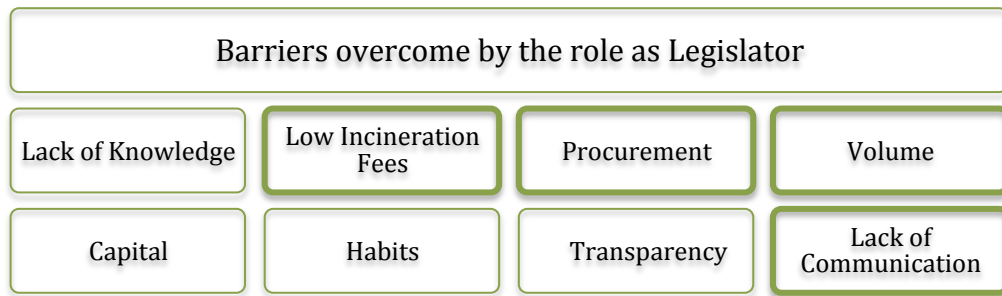 Barriers overcome by the role as Legislator
Lack of Knowledge
Low Incineration
Fees
Procurement
Volume
Capital
Habits
Transparency
Lack of
Communication